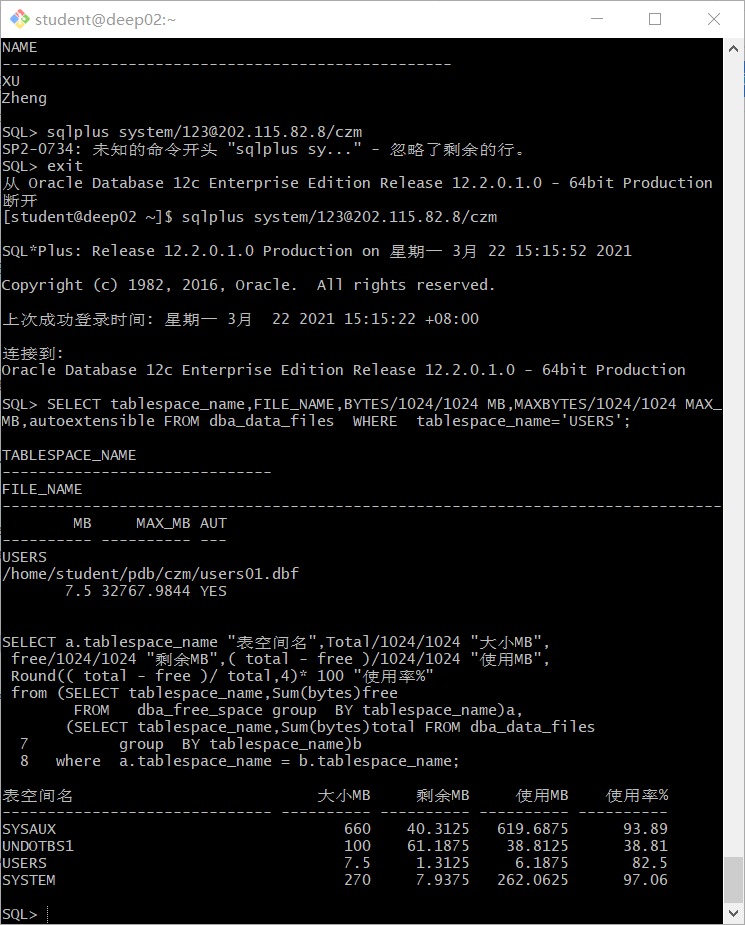 student@deep02:~
NAME
--------------------------------------------------
XU
Zheng
SQL> sqlplus system/123@202.115.82.8/czm
SP2-0734: 未知的命令开头 "sqlplus sy..." - 忽略了剩余的行。
SQL> exit
从 Oracle Database 12c Enterprise Edition Release 12.2.0.1.0 - 64bit Production
断开
[student@deep02 ~]$ sqlplus system/123@202.115.82.8/czm
SQL*Plus: Release 12.2.0.1.0 Production on 星期一 3月 22 15:15:52 2021
Copyright (c) 1982, 2016, Oracle.  All rights reserved.
上次成功登录时间: 星期一 3月  22 2021 15:15:22 +08:00
连接到:
Oracle Database 12c Enterprise Edition Release 12.2.0.1.0 - 64bit Production
SQL> SELECT tablespace_name,FILE_NAME,BYTES/1024/1024 MB,MAXBYTES/1024/1024 MAX_
MB,autoextensible FROM dba_data_files  WHERE  tablespace_name='USERS';
TABLESPACE_NAME
------------------------------
FILE_NAME
--------------------------------------------------------------------------------
        MB     MAX_MB AUT
---------- ---------- ---
USERS
/home/student/pdb/czm/users01.dbf
       7.5 32767.9844 YES
SELECT a.tablespace_name "表空间名",Total/1024/1024 "大小MB",
 free/1024/1024 "剩余MB",( total - free )/1024/1024 "使用MB",
 Round(( total - free )/ total,4)* 100 "使用率%"
 from (SELECT tablespace_name,Sum(bytes)free
        FROM   dba_free_space group  BY tablespace_name)a,
       (SELECT tablespace_name,Sum(bytes)total FROM dba_data_files
  7          group  BY tablespace_name)b
  8   where  a.tablespace_name = b.tablespace_name;
表空间名                           大小MB     剩余MB     使用MB    使用率%
------------------------------ ---------- ---------- ---------- ----------
SYSAUX                                660    40.3125   619.6875      93.89
UNDOTBS1                              100    61.1875    38.8125      38.81
USERS                                 7.5     1.3125     6.1875       82.5
SYSTEM                                270     7.9375   262.0625      97.06
SQL>